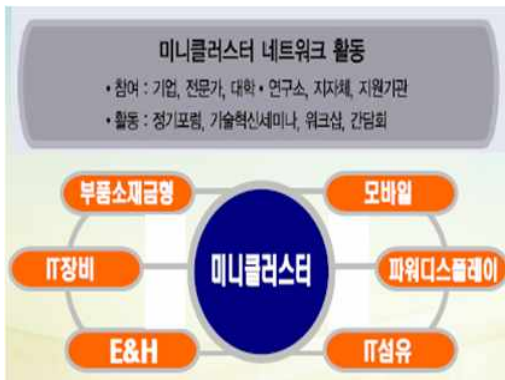 미니클러스터 네트워크 활동
• 참여 : 기업, 전문가, 대학 • 연구소, 지자체, 지원기관
• 활동 : 정기포럼, 기술혁신세미나, 워크샵, 간담회
부품소재금형
모바일
IT장비
미니클러스터
파워디스플레이
E&H
IT섬유